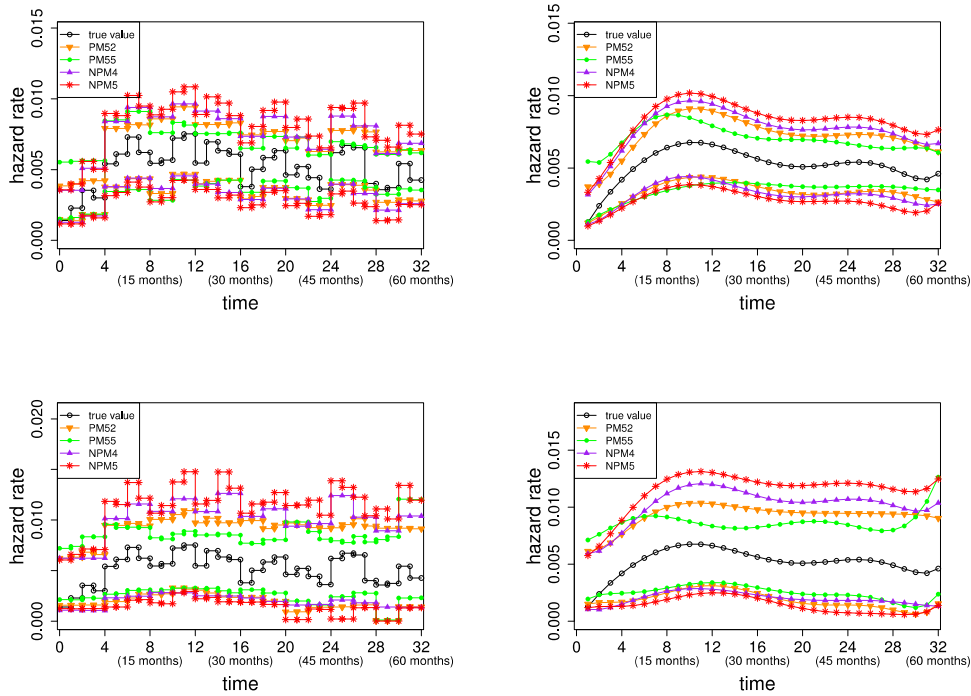 0.015
0.010
0.005
0.000
hazard rate
true value
PM52
PM55
NPM4
NPM5
0 4 8 12 16 20 24 28 32
(15 months) (30 months) (45 months) (60 months)
time
0.015
0.010
0.005
0.000
hazard rate
true value
PM52
PM55
NPM4
NPM5
0 4 8 12 16 20 24 28 32
(15 months) (30 months) (45 months) (60 months)
time
0.020
0.010
0.000
hazard rate
true value
PM52
PM55
NPM4
NPM5
0 4 8 12 16 20 24 28 32
(15 months) (30 months) (45 months) (60 months)
time
0.015
0.010
0.005
0.000
hazard rate
true value
PM52
PM55
NPM4
NPM5
0 4 8 12 16 20 24 28 32
(15 months) (30 months) (45 months) (60 months)
time